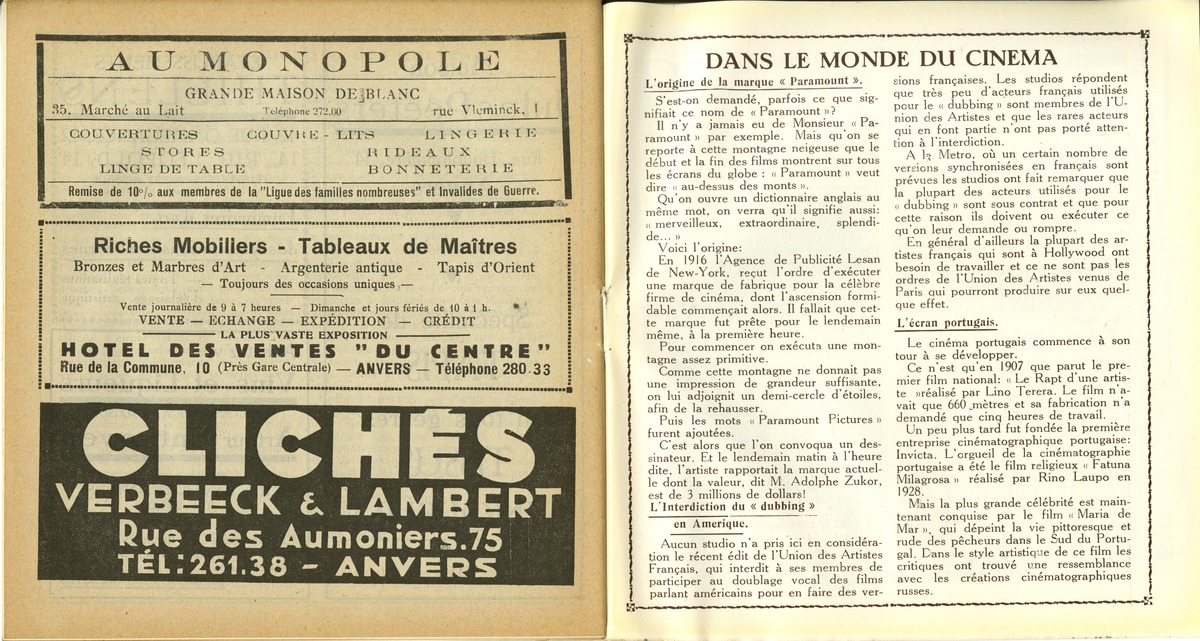 AU MONOPOLE
GRANDE MAISON DE BLANC
35. Marché au Lait Téléphone 272.00 rue Vleminck, 1
COUVERTURES COUVRE-LITS LINGERIE
STORES RIDEAUX
LINGE DE TABLE BONNETERIE
Remise de 10% aux membres de la "Ligue des familles nombreuses" et Invalides de Guerre.
Riches Mobiliers - Tableaux de Maîtres
Bronzes et Marbres d'Art - Argenterie antique - Tapis d'Orient
— Toujours des occasions uniques, —
Vente journalière de 9 à 7 heures — Dimanche et jours fériés de 10 à 1 h.
VENTE — ECHANGE — EXPÉDITION — CRÉDIT
LA PLUS VASTE EXPOSITION
HOTEL DES VENTES "DU CENTRE"
Rue de la Commune, 10 (Près Gare Centrale) — ANVERS — Téléphone 280.33
CLICHÉS
VERBEECK & LAMBERT
Rue des Aumoniers.75
TÉL:261.38 - ANVERS
DANS LE MONDE DU CINEMA
L'origine de la marque « Paramount ».
S'est-on demandé, parfois ce que sig-
nifiait ce nom de « Paramount »?
Il n'y a jamais eu de Monsieur « Pa-
ramount » par exemple. Mais qu'on se
reporte à cette montagne neigeuse que le
début et la fin des films montrent sur tous
les écrans du globe : « Paramount » veut
dire « au-dessus des monts ».
Qu'on ouvre un dictionnaire anglais au
même mot, on verra qu'il signifie aussi:
« merveilleux, extraordinaire, splendi-
de... »
Voici l'origine:
En 1916 l'Agence de Publicité Lesan
de New-York, reçut l'ordre d'exécuter
une marque de fabrique pour la célèbre
firme de cinéma, dont l'ascension formi-
dable commençait alors. Il fallait que cet-
te marque fut prête pour le lendemain
même, à la première heure.
Pour commencer on exécuta une mon-
tagne assez primitive.
Comme cette montagne ne donnait pas
une impression de grandeur suffisante,
on lui adjoignit un demi-cercle d'étoiles,
afin de la rehausser.
Puis les mots « Paramount Pictures »
furent ajoutées.
C'est alors que l'on convoqua un des-
sinateur. Et le lendemain matin à l'heure
dite, l'artiste rapportait la marque actuel-
le dont la valeur, dit M. Adolphe Zukor,
est de 3 millions de dollars!
L'Interdiction du « dubbing »
en Amerique.
Aucun studio n'a pris ici en considéra-
tion le récent édit de l'Union des Artistes
Français, qui interdit à ses membres de
participer au doublage vocal des films
parlant américains pour en faire des ver-
sions françaises. Les studios répondent
que très peu d'acteurs français utilisés
pour le « dubbing » sont membres de l'U-
nion des Artistes et que les rares acteurs
qui en font partie n'ont pas porté atten-
tion à l'interdiction.
A la Metro, où un certain nombre de
versions synchronisées en français sont
prévues les studios ont fait remarquer que
la plupart des acteurs utilisés pour le
« dubbing » sont sous contrat et que pour
cette raison ils doivent ou exécuter ce
qu'on leur demande ou rompre.
En général d'ailleurs la plupart des ar-
tistes français qui sont à Hollywood ont
besoin de travailler et ce ne sont pas les
ordres de l'Union des Artistes venus de
Paris qui pourront produire sur eux quel-
que effet.
L'écran portugais.
Le cinéma portugais commence à son
tour à se développer.
Ce n'est qu'en 1907 que parut le pre-
mier film national: « Le Rapt d'une artis-
te »réalisé par Lino Terera. Le film n'a-
vait que 660 mètres et sa fabrication n'a
demandé que cinq heures de travail.
Un peu plus tard fut fondée la première
entreprise cinématographique portugaise:
Invicta. L'orgueil de la cinématographie
portugaise a été le film religieux « Fatuna
Milagrosa » réalisé par Rino Laupo en
1928.
Mais la plus grande célébrité est main-
tenant conquise par le film « Maria de
Mar », qui dépeint la vie pittoresque et
rude des pêcheurs dans le Sud du Portu-
gal. Dans le style artistique de ce film les
critiques ont trouvé une ressemblance
avec les créations cinématographiques
russes.